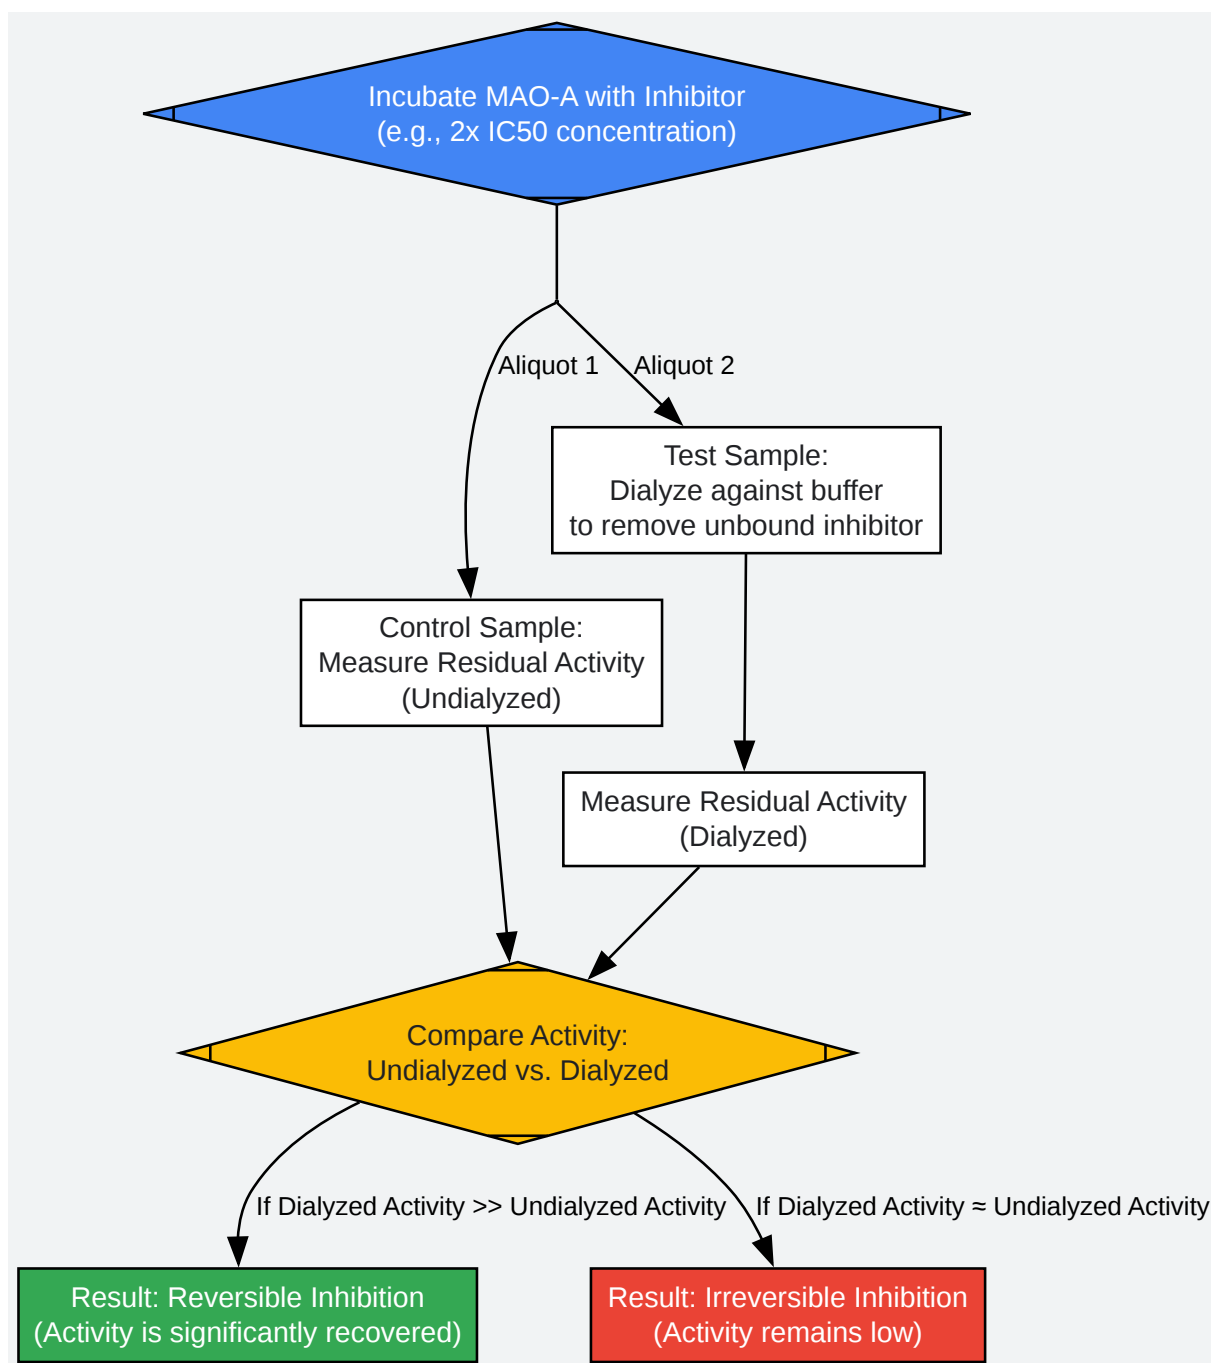 Incubate MAO-A with Inhibitor
(e.g., 2x IC50 concentration)
Aliquot 1
Aliquot 2
Test Sample:
Dialyze against buffer
to remove unbound inhibitor
Control Sample:
Measure Residual Activity
(Undialyzed)
Measure Residual Activity
(Dialyzed)
Compare Activity:
Undialyzed vs. Dialyzed
If Dialyzed Activity >> Undialyzed Activity
If Dialyzed Activity ≈ Undialyzed Activity
Result: Reversible Inhibition
(Activity is significantly recovered)
Result: Irreversible Inhibition
(Activity remains low)